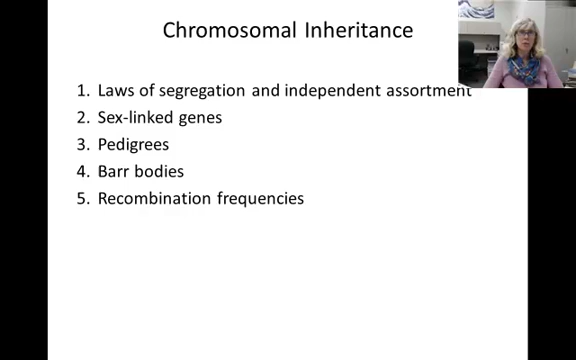 Chromosomal Inheritance
1. Laws of segregation and independent assortment
2. Sex-linked genes
3. Pedigrees
4. Barr bodies
5. Recombination frequencies